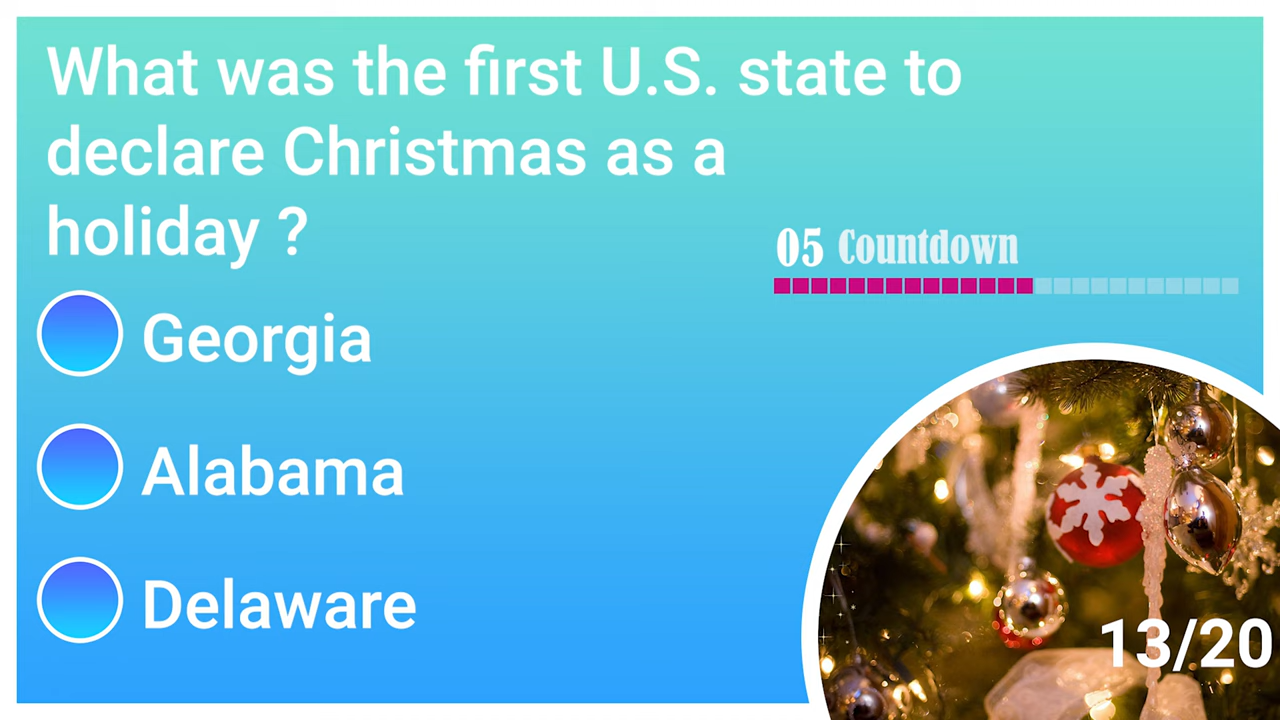 What was the first U.S. state to
declare Christmas as a
holiday ?
05 Countdown
Georgia
Alabama
Delaware
13/20